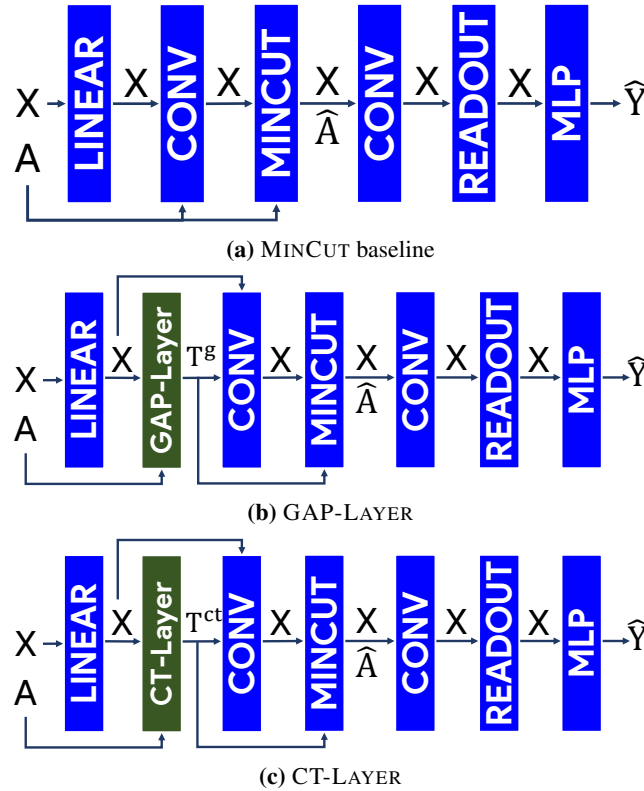 X
A
LINEAR
X
CONV
X
MINCUT
X
Â
CONV
X
READOUT
X
MLP
Ŷ
(a) MINCUT baseline
X
A
LINEAR
X
GAP-Layer
T^g
CONV
X
MINCUT
X
Â
CONV
X
READOUT
X
MLP
Ŷ
(b) GAP-LAYER
X
A
LINEAR
X
CT-Layer
T^ct
CONV
X
MINCUT
X
Â
CONV
X
READOUT
X
MLP
Ŷ
(c) CT-LAYER